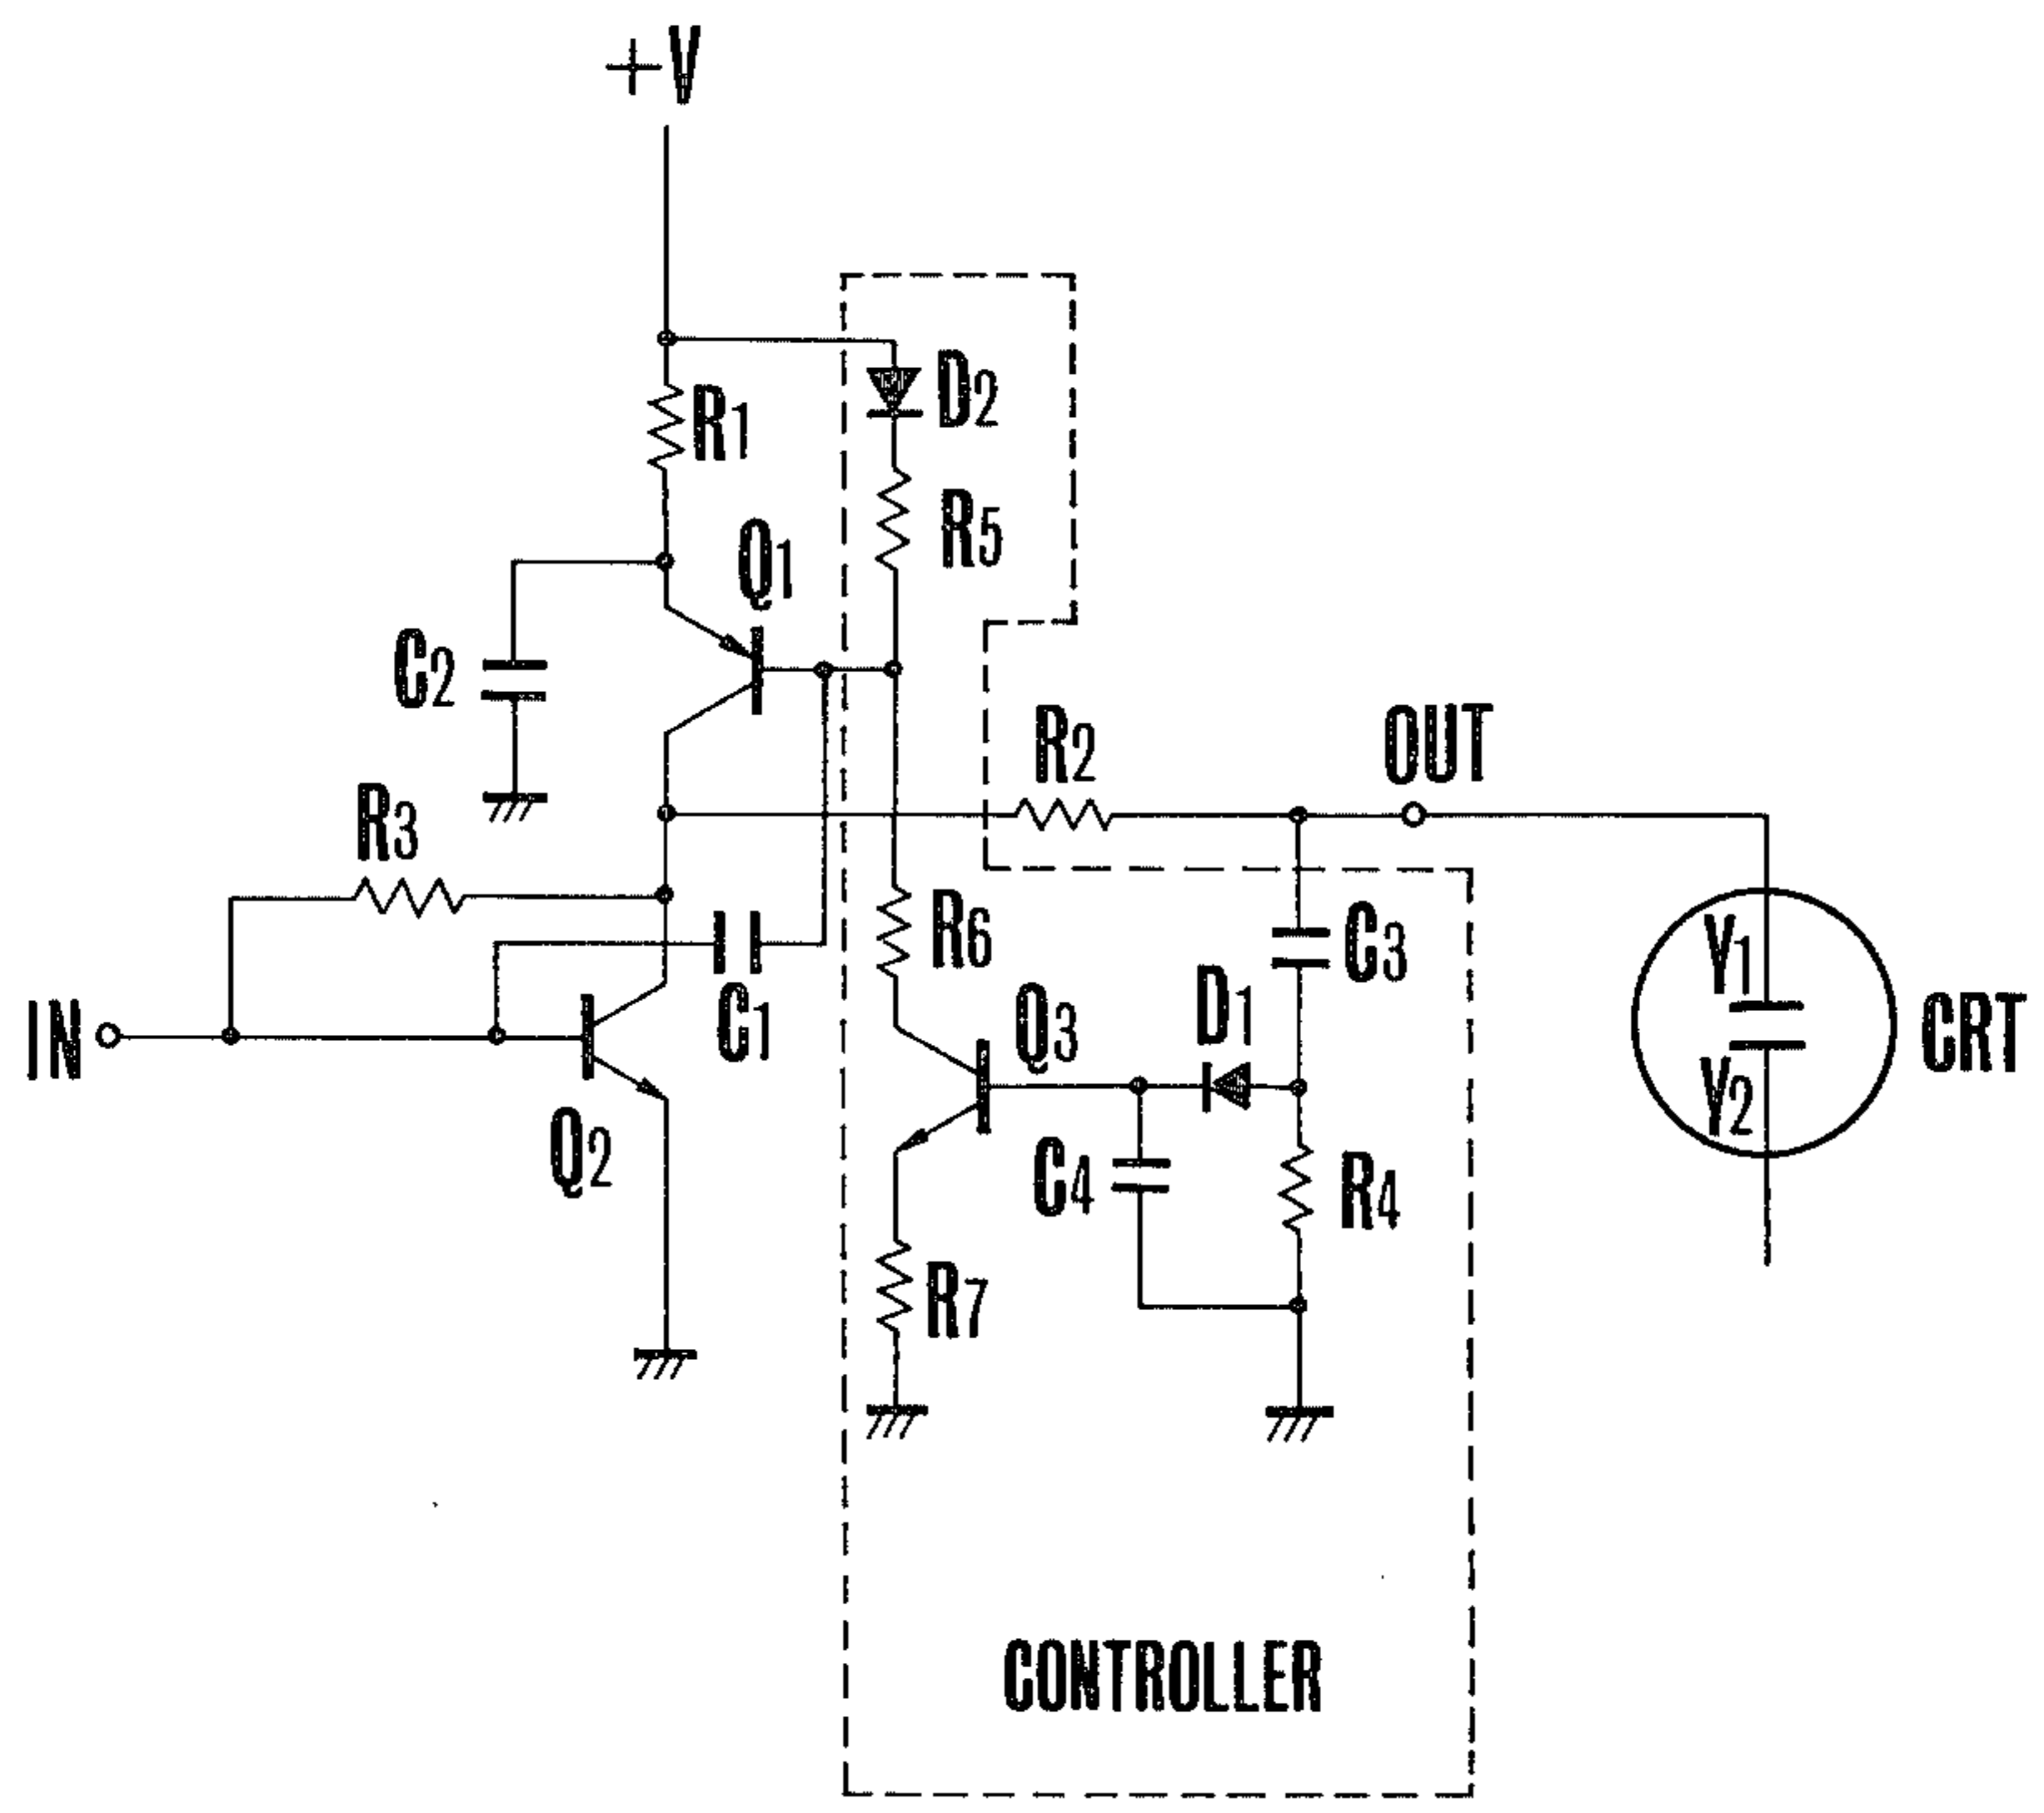 +V
D2
R1
R5
Q1
C2
R2
OUT
R3
R6
C3
Y1
IN
C1
Q3
D1
CRT
Y2
Q2
C4
R4
R7
CONTROLLER